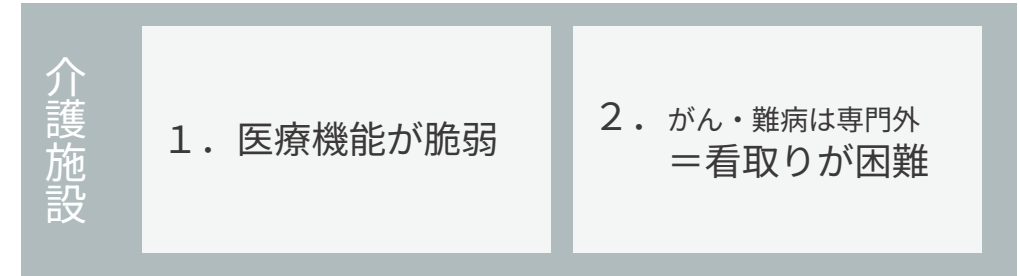 介護施設
１．医療機能が脆弱
２．がん・難病は専門外
＝看取りが困難